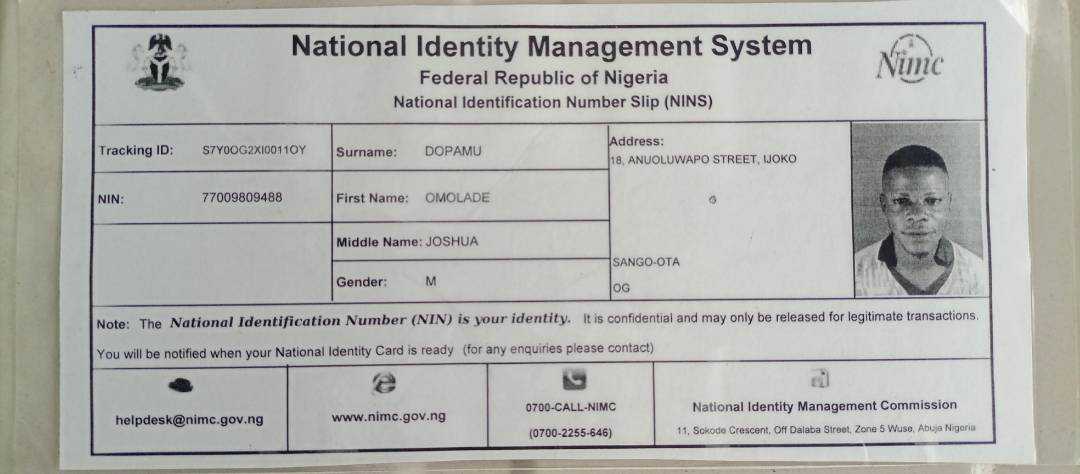 National Identity Management System
Federal Republic of Nigeria
National Identification Number Slip (NINS)
Nimc
Tracking ID: S7Y0OG2XI0011OY
Surname: DOPAMU
Address:
18, ANUOLUWAPO STREET, IJOKO
NIN: 77009809488
First Name: OMOLADE
Middle Name: JOSHUA
SANGO-OTA
Gender: M
OG
Note: The National Identification Number (NIN) is your identity. It is confidential and may only be released for legitimate transactions.
You will be notified when your National Identity Card is ready (for any enquiries please contact)
helpdesk@nimc.gov.ng
www.nimc.gov.ng
0700-CALL-NIMC
(0700-2255-646)
National Identity Management Commission
11, Sokode Crescent, Off Dalaba Street, Zone 5 Wuse, Abuja Nigeria